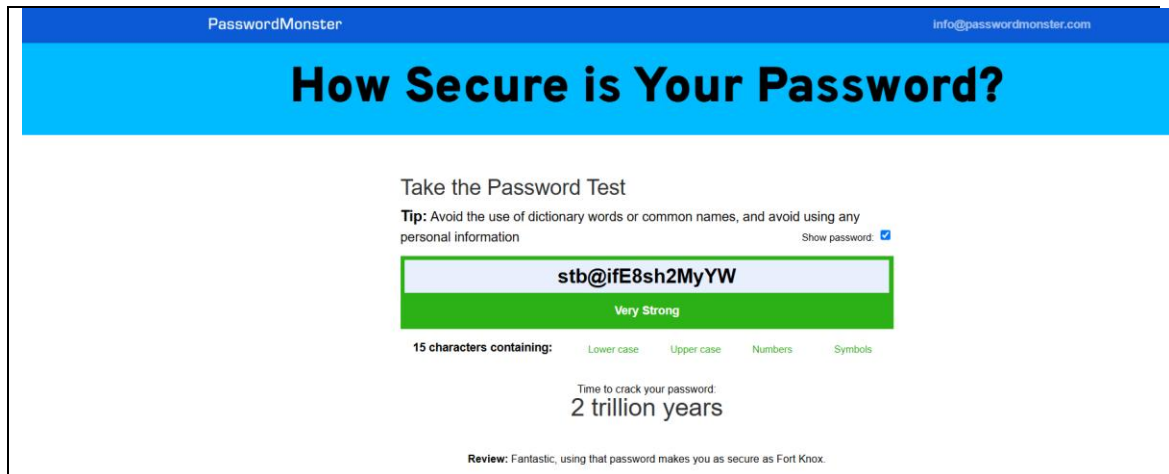 PasswordMonster
info@passwordmonster.com
How Secure is Your Password?
Take the Password Test
Tip: Avoid the use of dictionary words or common names, and avoid using any
personal information
Show password:
stb@ifE8sh2MyYW
Very Strong
15 characters containing: Lower case Upper case Numbers Symbols
Time to crack your password:
2 trillion years
Review: Fantastic, using that password makes you as secure as Fort Knox.